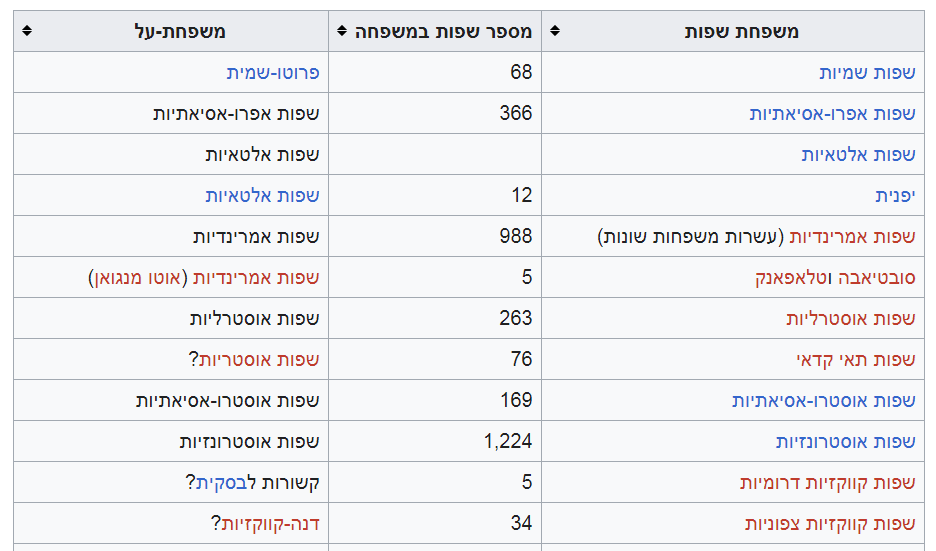 משפחת שפות מספר שפות במשפחה משפחת-על
שפות שמיות 68 פרוטו-שמית
שפות אפרו-אסיאתיות 366 שפות אפרו-אסיאתיות
שפות אלטאיות שפות אלטאיות
יפנית 12 שפות אלטאיות
שפות אמרינדיות (עשרות משפחות שונות) 988 שפות אמרינדיות
סובטיאבה וטלאפאנק 5 שפות אמרינדיות (אוטו מנגואן)
שפות אוסטרליות 263 שפות אוסטרליות
שפות תאי קדאי 76 שפות אוסטריות?
שפות אוסטרו-אסיאתיות 169 שפות אוסטרו-אסיאתיות
שפות אוסטרונזיות 1,224 שפות אוסטרונזיות
שפות קווקזיות דרומיות 5 קשורות לבסקית?
שפות קווקזיות צפוניות 34 דנה-קווקזיות?